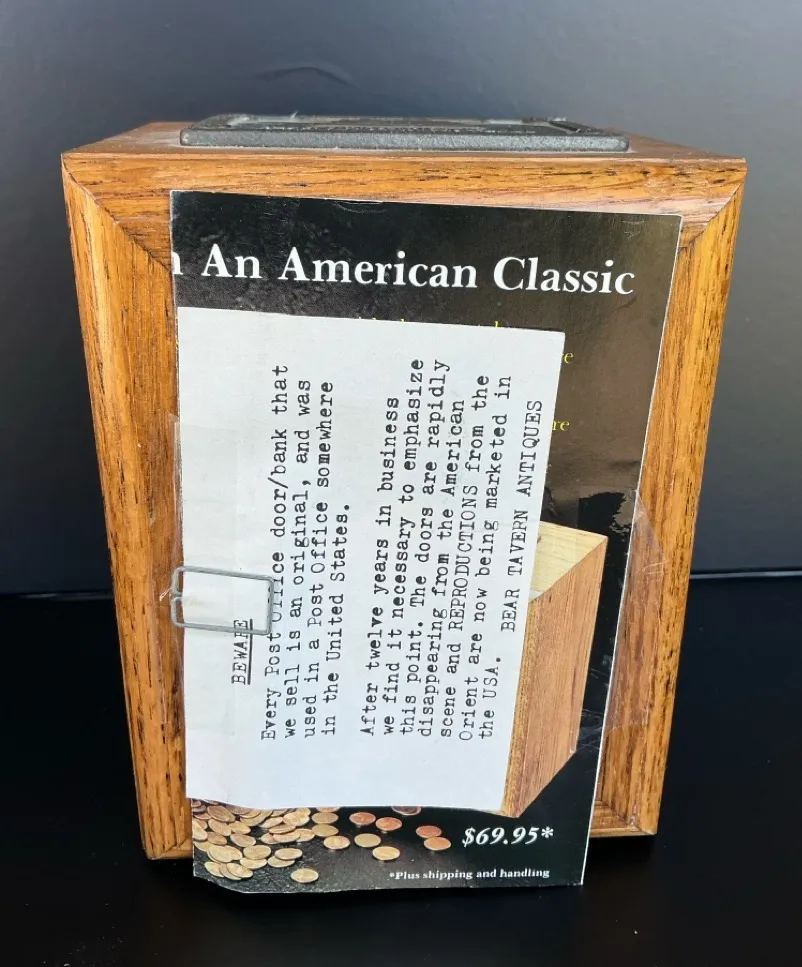 An American Classic
BEWARE
Every Post Office door/bank that
we sell is an original, and was
used in a Post Office somewhere
in the United States.
After twelve years in business
we find it necessary to emphasize
this point. The doors are rapidly
disappearing from the American
scene and REPRODUCTIONS from the
Orient are now being marketed in
the USA. BEAR TAVERN ANTIQUES
$69.95*
*Plus shipping and handling